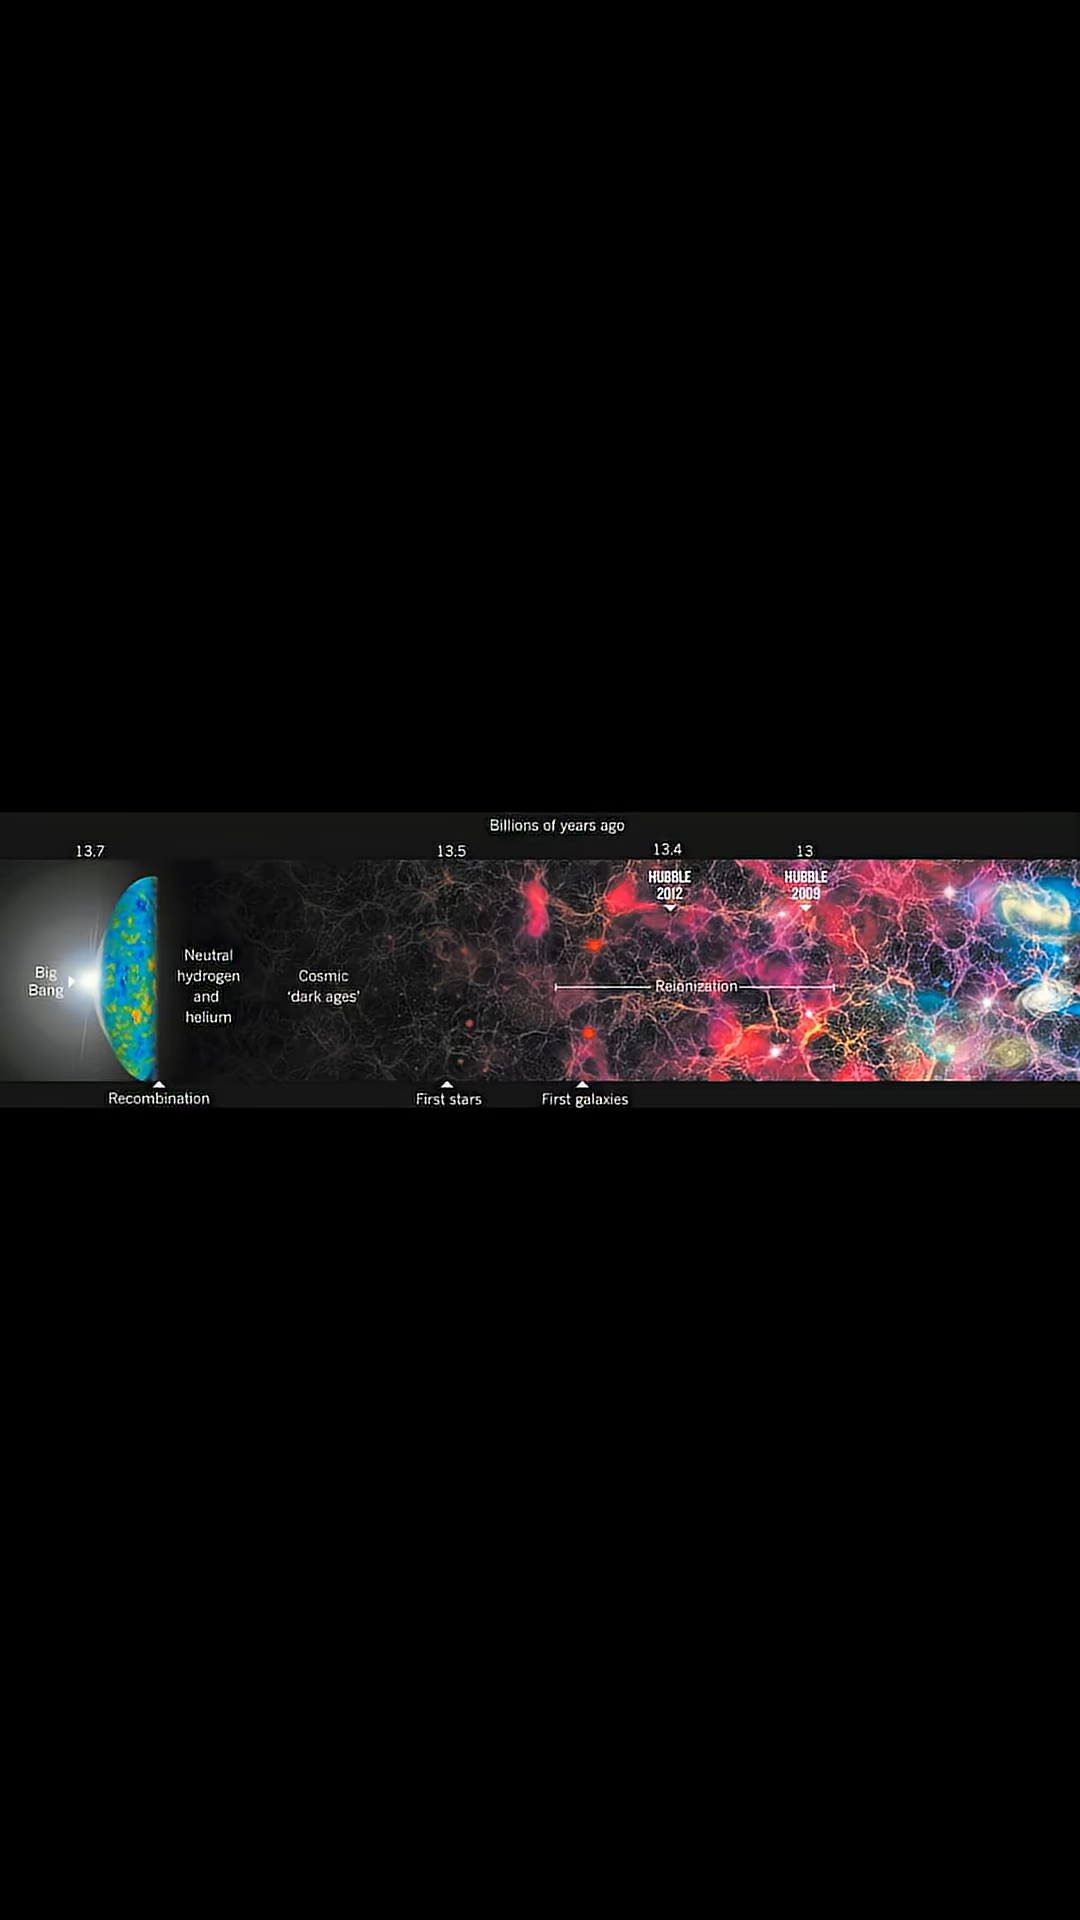 Billions of years ago
13.7
13.5
13.4
13
HUBBLE
2012
HUBBLE
2009
Big
Bang
Neutral
hydrogen
and
helium
Cosmic
‘dark ages’
Reionization
Recombination
First stars
First galaxies